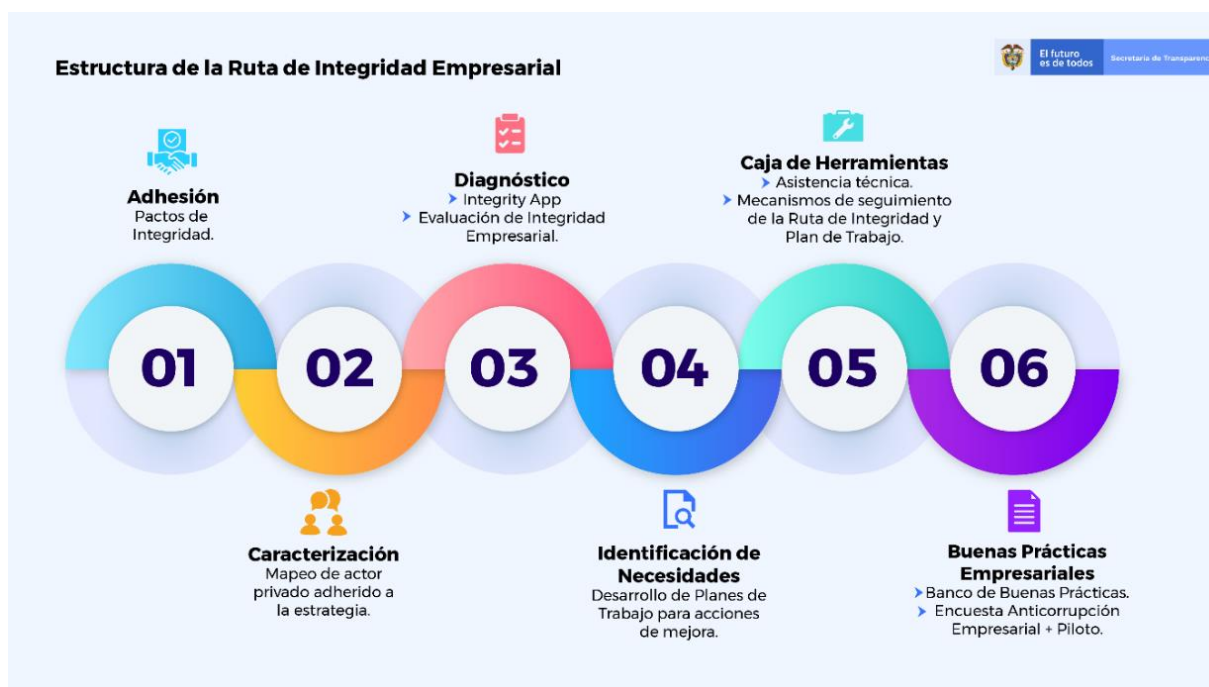 Estructura de la Ruta de Integridad Empresarial
El futuro
es de todos
Secretaría de Transparenc
Adhesión
Pactos de
Integridad.
Diagnóstico
Integrity App
Evaluación de Integridad
Empresarial.
Caja de Herramientas
Asistencia técnica.
Mecanismos de seguimiento
de la Ruta de Integridad y
Plan de Trabajo.
01
02
03
04
05
06
Caracterización
Mapeo de actor
privado adherido a
la estrategia.
Identificación de
Necesidades
Desarrollo de Planes de
Trabajo para acciones
de mejora.
Buenas Prácticas
Empresariales
Banco de Buenas Prácticas.
Encuesta Anticorrupción
Empresarial + Piloto.